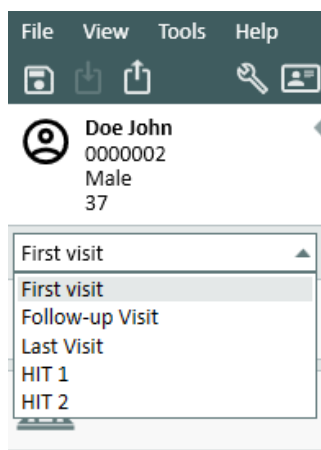 File View Tools Help
Doe John
0000002
Male
37
First visit
First visit
Follow-up Visit
Last Visit
HIT 1
HIT 2